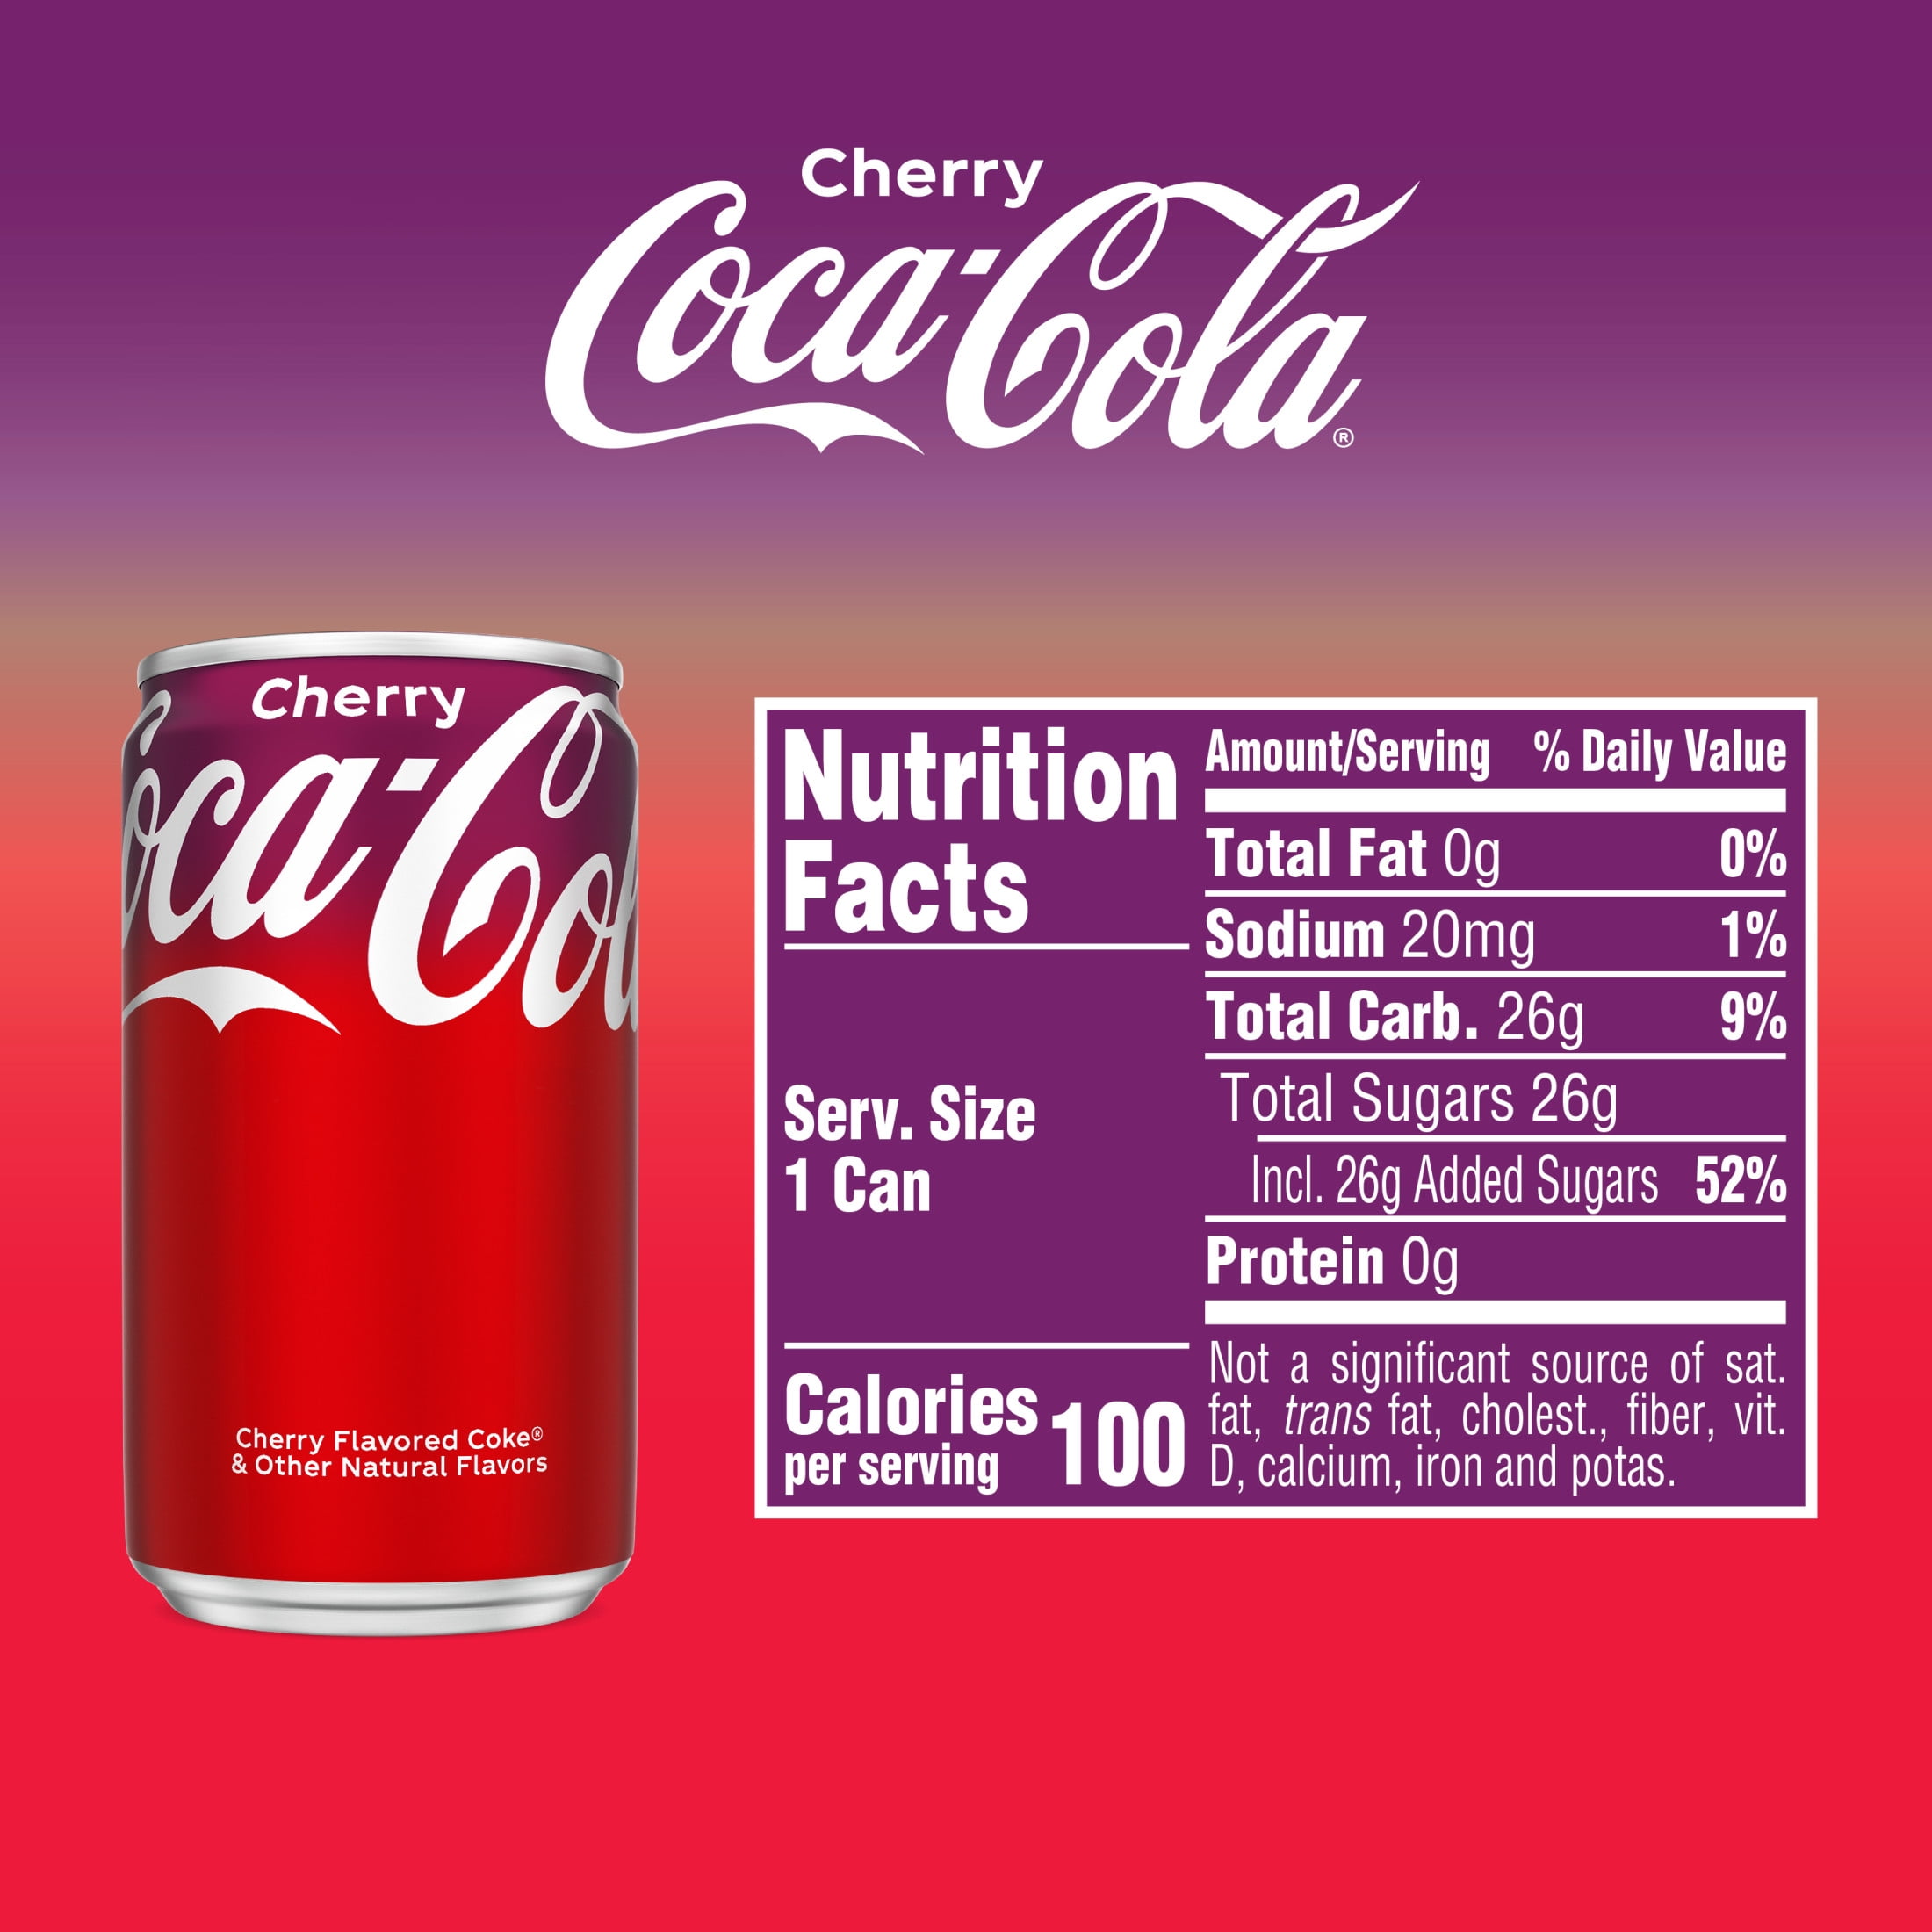 Cherry
Coca-Cola®
Cherry
Coca-Col
Cherry Flavored Coke®
& Other Natural Flavors
Nutrition
Facts
Serv. Size
1 Can
Calories
per serving
100
Amount/Serving % Daily Value
Total Fat 0g 0%
Sodium 20mg 1%
Total Carb. 26g 9%
Total Sugars 26g
Incl. 26g Added Sugars 52%
Protein 0g
Not a significant source of sat.
fat, trans fat, cholest., fiber, vit.
D, calcium, iron and potas.